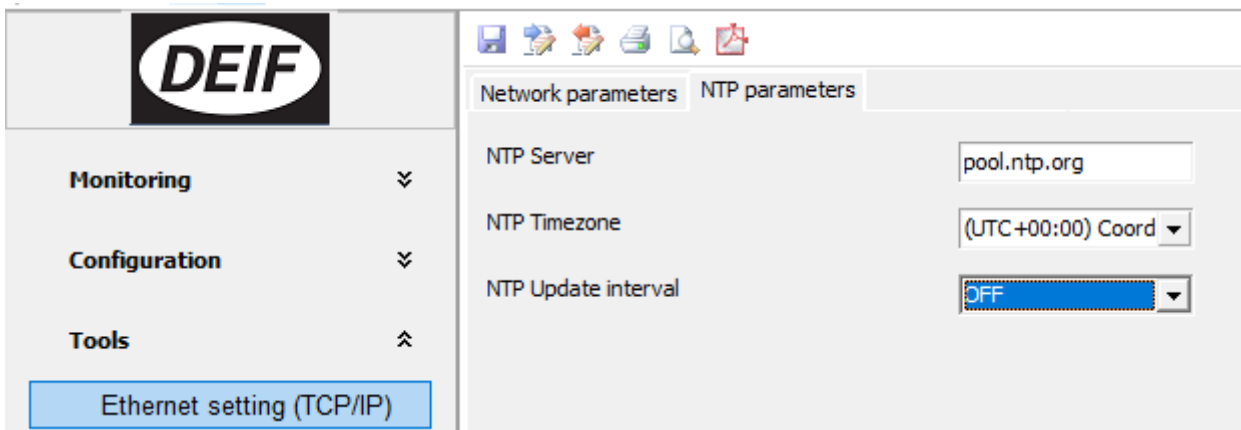 DEIF
Monitoring
Configuration
Tools
Ethernet setting (TCP/IP)
Network parameters
NTP parameters
NTP Server
pool.ntp.org
NTP Timezone
(UTC+00:00) Coord
NTP Update interval
OFF